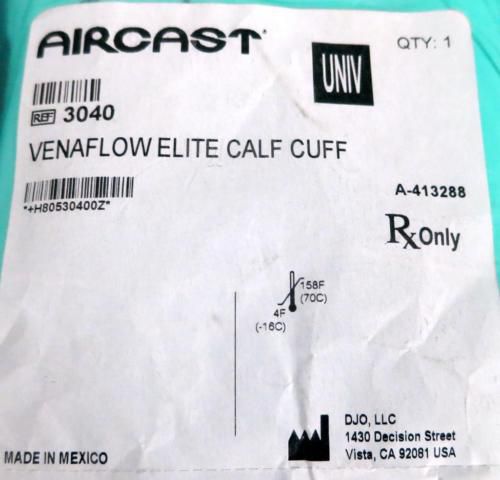 AIRCAST
UNIV
QTY: 1
REF 3040
VENAFLOW ELITE CALF CUFF
*+H80530400Z*
A-413288
Rx Only
158F
(70C)
4F
(-16C)
DJO, LLC
1430 Decision Street
Vista, CA 92081 USA
MADE IN MEXICO